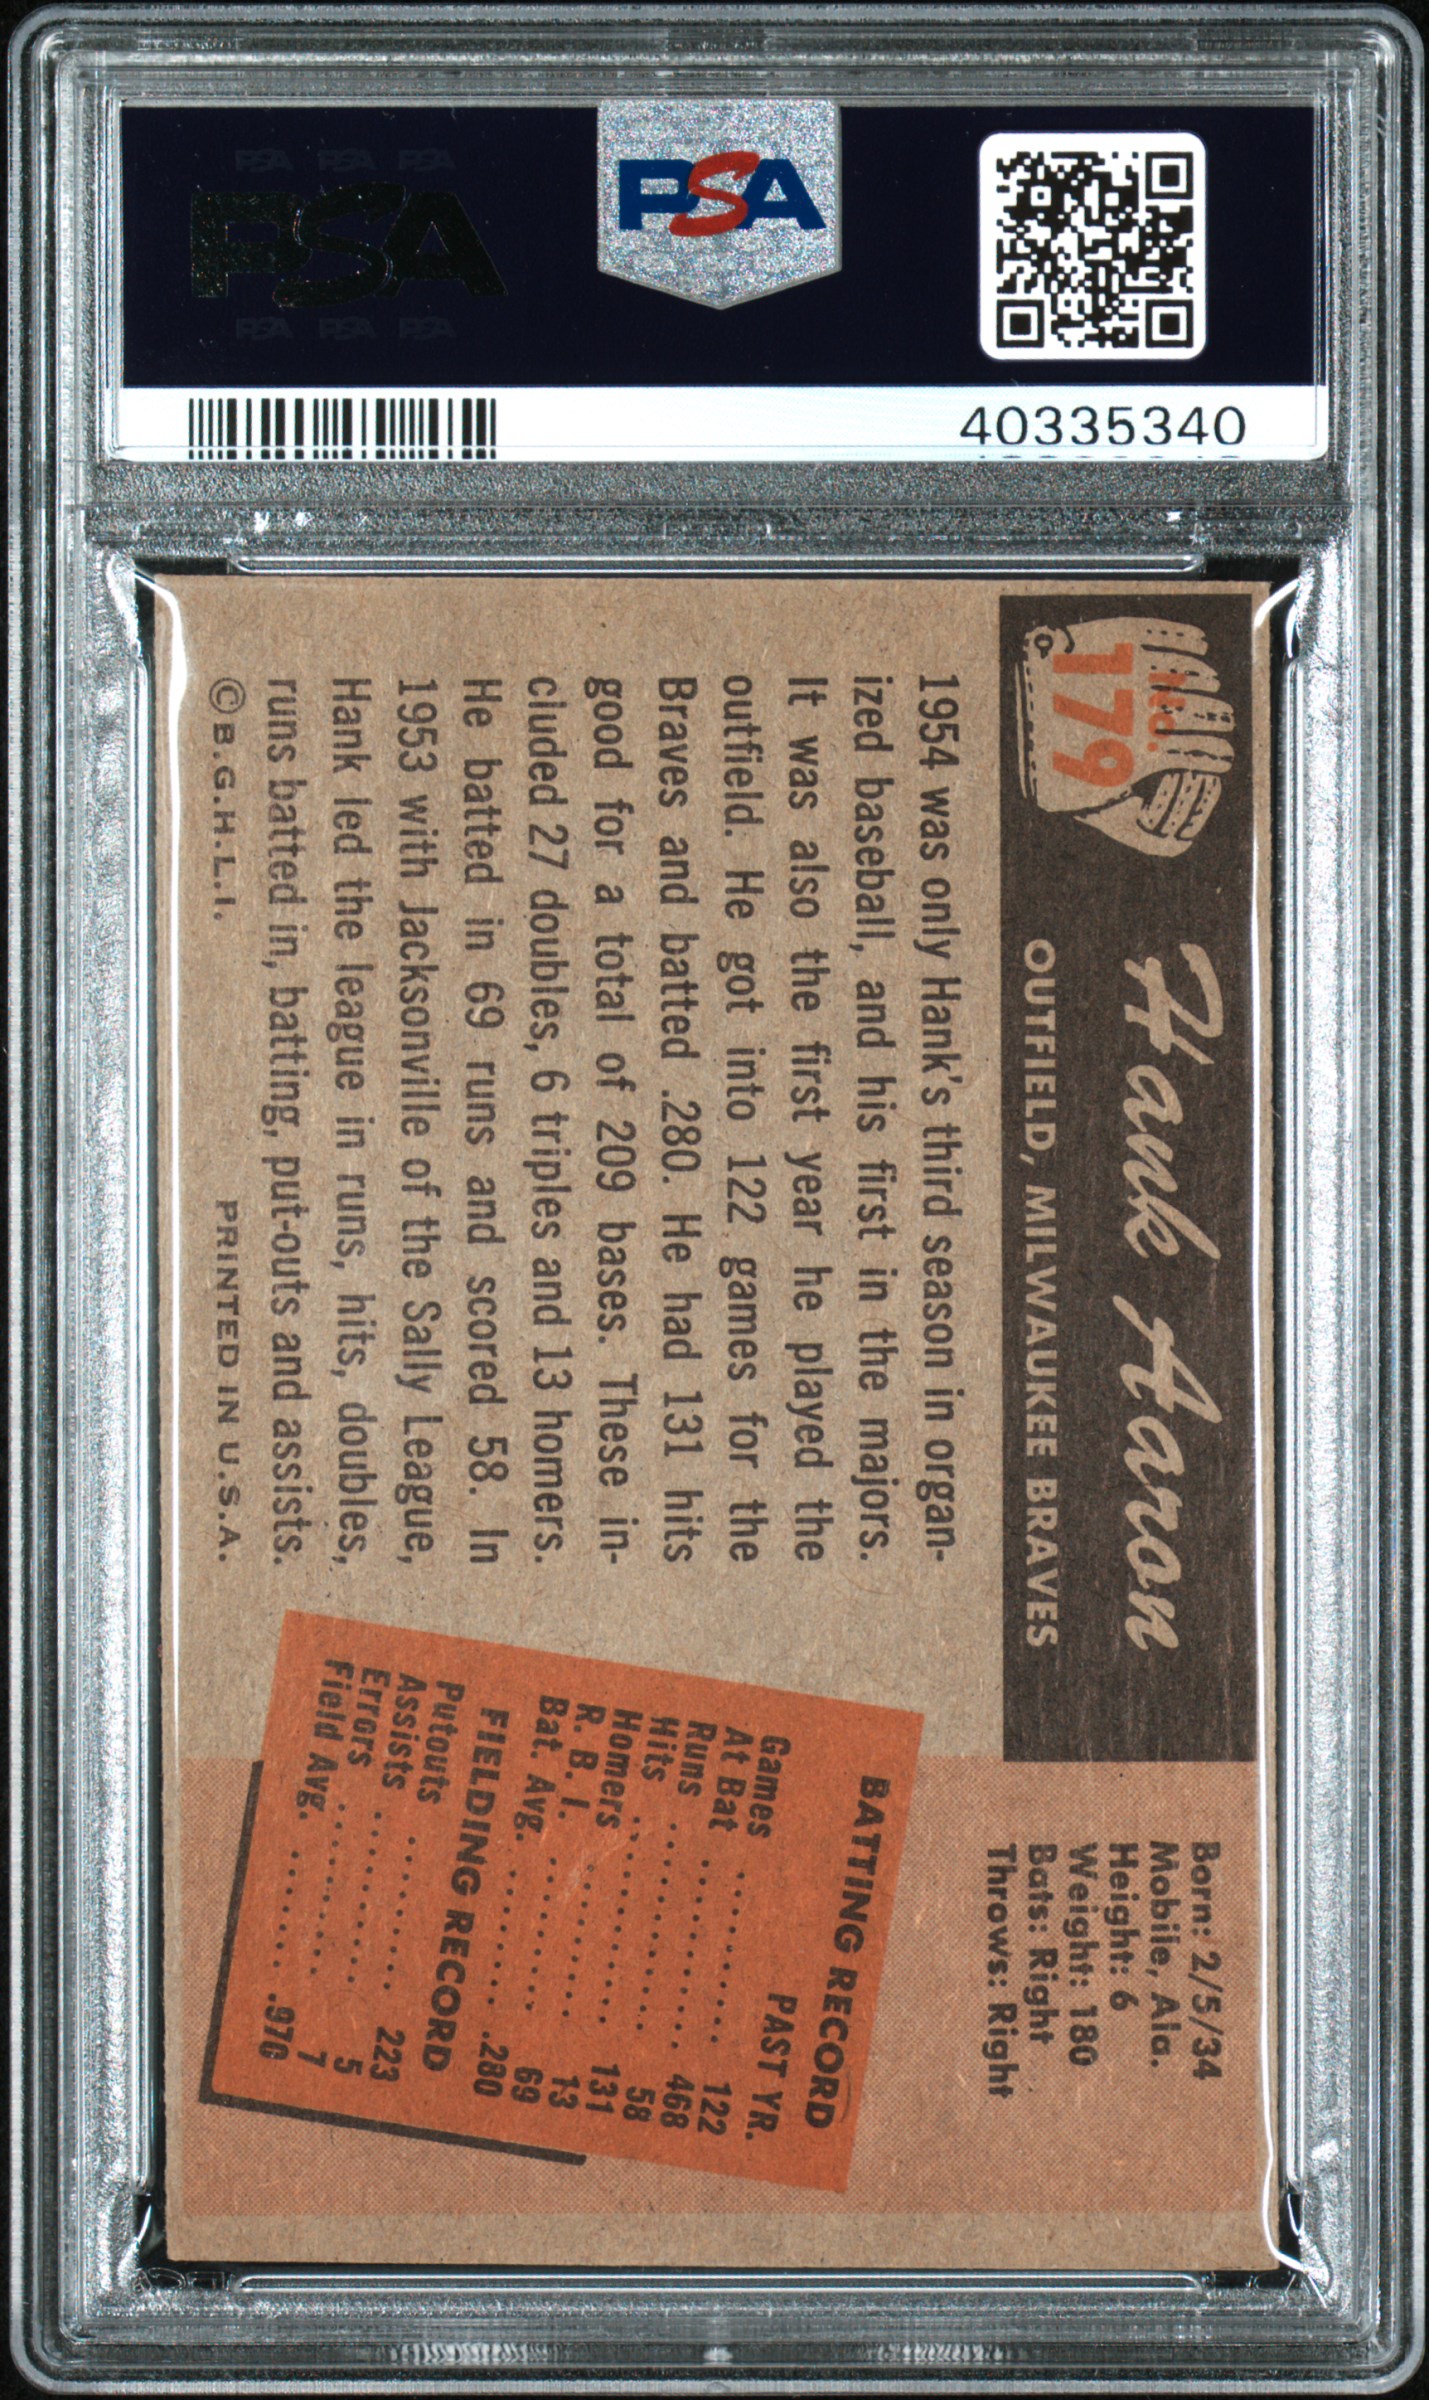 PSA PSA PSA
PSA
PSA PSA PSA
PSA
40335340
No.
179
Hank Aaron
OUTFIELD, MILWAUKEE BRAVES
Born: 2/5/34
Mobile, Ala.
Height: 6
Weight: 180
Bats: Right
Throws: Right
1954 was only Hank's third season in organ-
ized baseball, and his first in the majors.
It was also the first year he played the
outfield. He got into 122 games for the
Braves and batted .280. He had 131 hits
good for a total of 209 bases. These in-
cluded 27 doubles, 6 triples and 13 homers.
He batted in 69 runs and scored 58. In
1953 with Jacksonville of the Sally League,
Hank led the league in runs, hits, doubles,
runs batted in, batting, put-outs and assists.
©B.G.H.L.I. PRINTED IN U.S.A.
BATTING RECORD
PAST YR.
Games .......... 122
At Bat .......... 468
Runs .......... 58
Hits .......... 131
Homers .......... 13
R. B. I. .......... 69
Bat. Avg. .......... .280
FIELDING RECORD
Putouts .......... 223
Assists .......... 5
Errors .......... 7
Field Avg. .......... .970